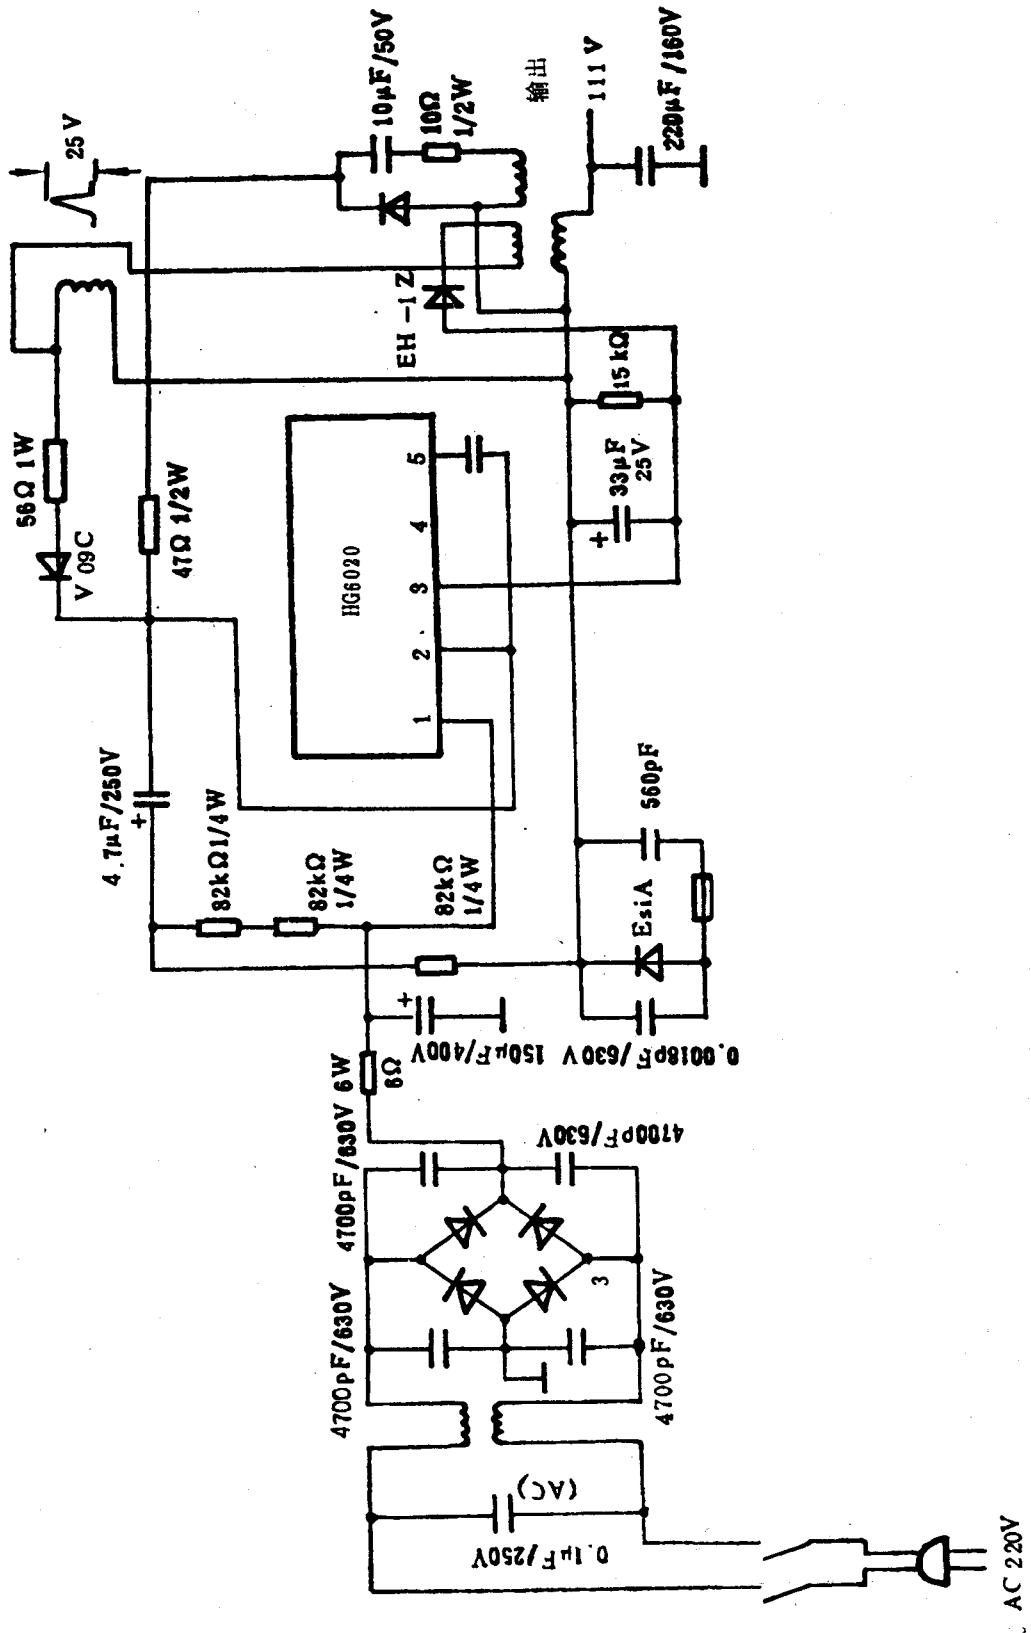 25V
10μF/50V
10Ω
1/2W
输出
111V
220μF/160V
EH -1 Z
56Ω 1W
V 09C
47Ω 1/2W
15kΩ
33μF
25V
+
HG6020
1
2
3
4
5
4.7μF/250V
+
82kΩ1/4W
82kΩ
1/4W
82kΩ
1/4W
560pF
EsiA
0.0018pF/630V
150μF/400V
+
6W
6Ω
4700pF/630V
4700pF/630V
4700pF/630V
4700pF/630V
3
(AC)
0.1μF/250V
AC 220V